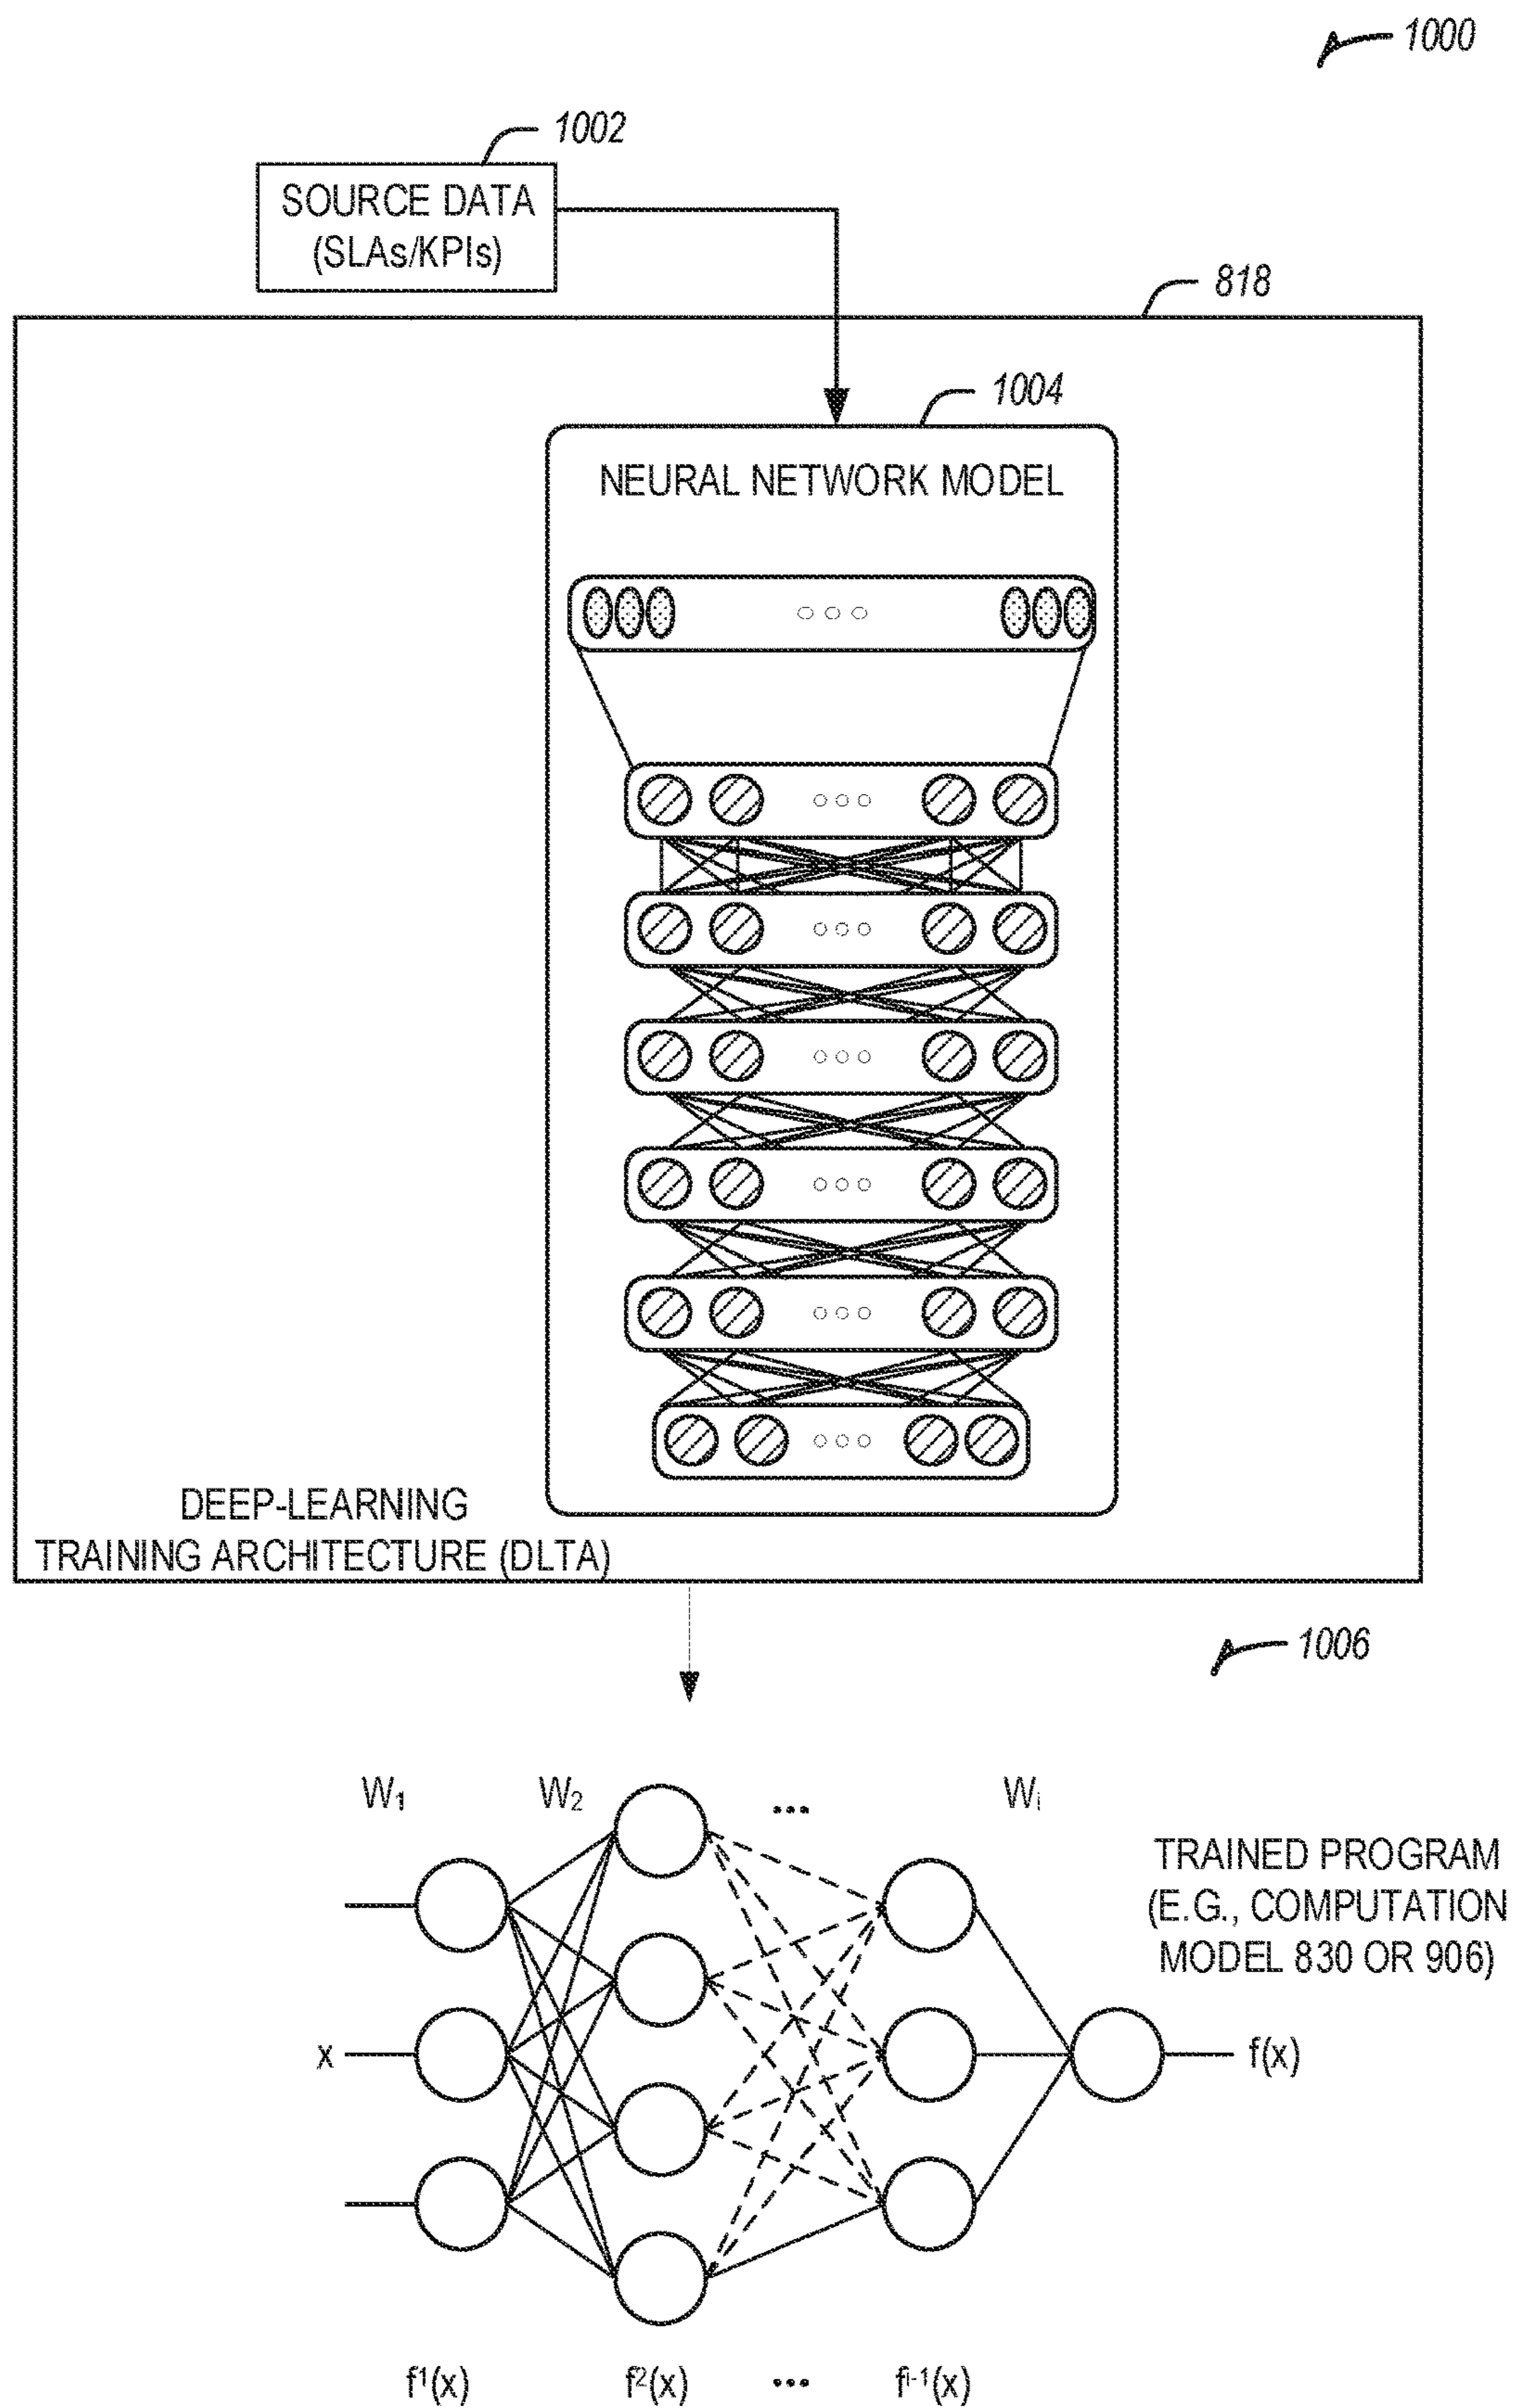 1000
1002
SOURCE DATA
(SLAs/KPIs)
818
1004
NEURAL NETWORK MODEL
DEEP-LEARNING
TRAINING ARCHITECTURE (DLTA)
1006
W₁ W₂ ... Wᵢ
TRAINED PROGRAM
(E.G., COMPUTATION
MODEL 830 OR 906)
x f(x)
f¹(x) f²(x) ... fⁱ⁻¹(x)